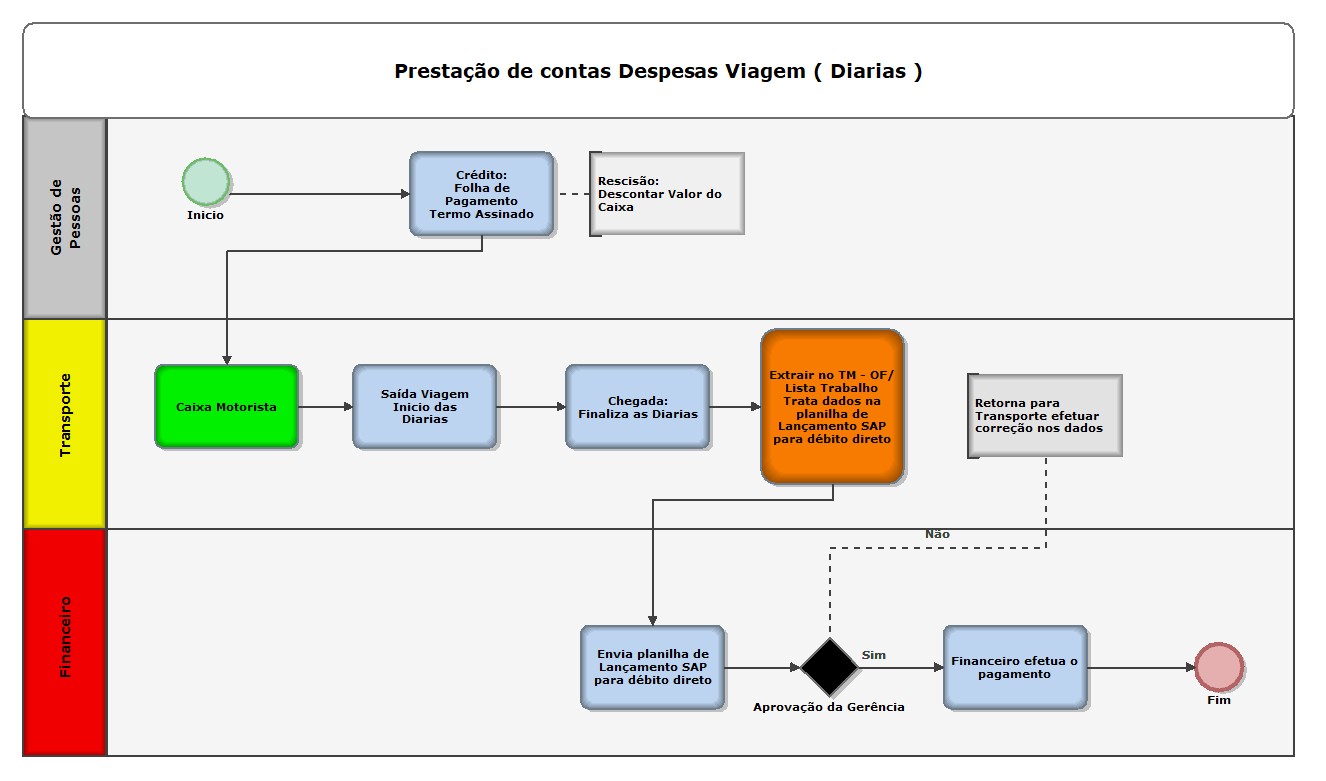 Prestação de contas Despesas Viagem ( Diarias )
Gestão de
Pessoas
Inicio
Crédito:
Folha de
Pagamento
Termo Assinado
Rescisão:
Descontar Valor do
Caixa
Transporte
Caixa Motorista
Saída Viagem
Inicio das
Diarias
Chegada:
Finaliza as Diarias
Extrair no TM - OF/
Lista Trabalho
Trata dados na
planilha de
Lançamento SAP
para débito direto
Retorna para
Transporte efetuar
correção nos dados
Financeiro
Não
Envia planilha de
Lançamento SAP
para débito direto
Sim
Aprovação da Gerência
Financeiro efetua o
pagamento
Fim